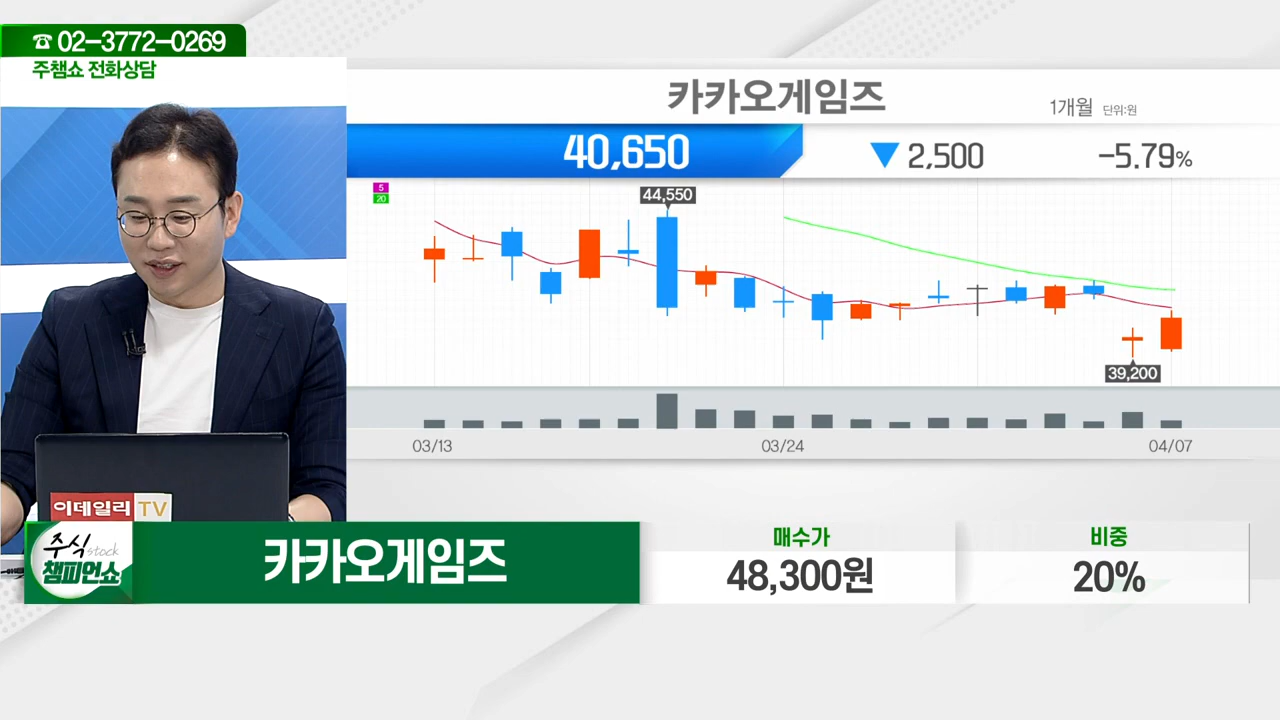 ☎ 02-3772-0269
주챔쇼 전화상담
카카오게임즈
1개월 단위:원
40,650 ▼ 2,500 -5.79%
5
20
44,550
39,200
03/13 03/24 04/07
이데일리 TV
주식 stock
챔피언쇼
카카오게임즈
매수가
48,300원
비중
20%